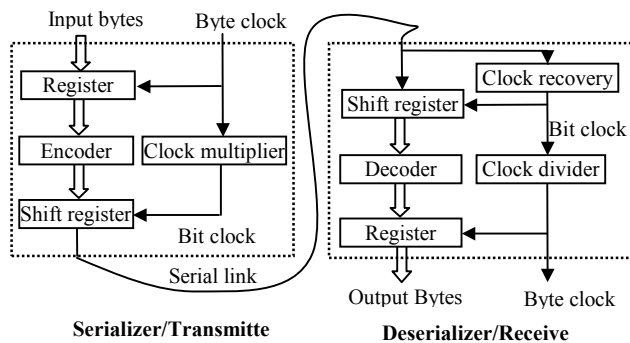 Input bytes
Byte clock
Register
Encoder
Clock multiplier
Shift register
Bit clock
Serial link
Serializer/Transmitte
Clock recovery
Shift register
Bit clock
Decoder
Clock divider
Register
Output Bytes
Byte clock
Deserializer/Receive